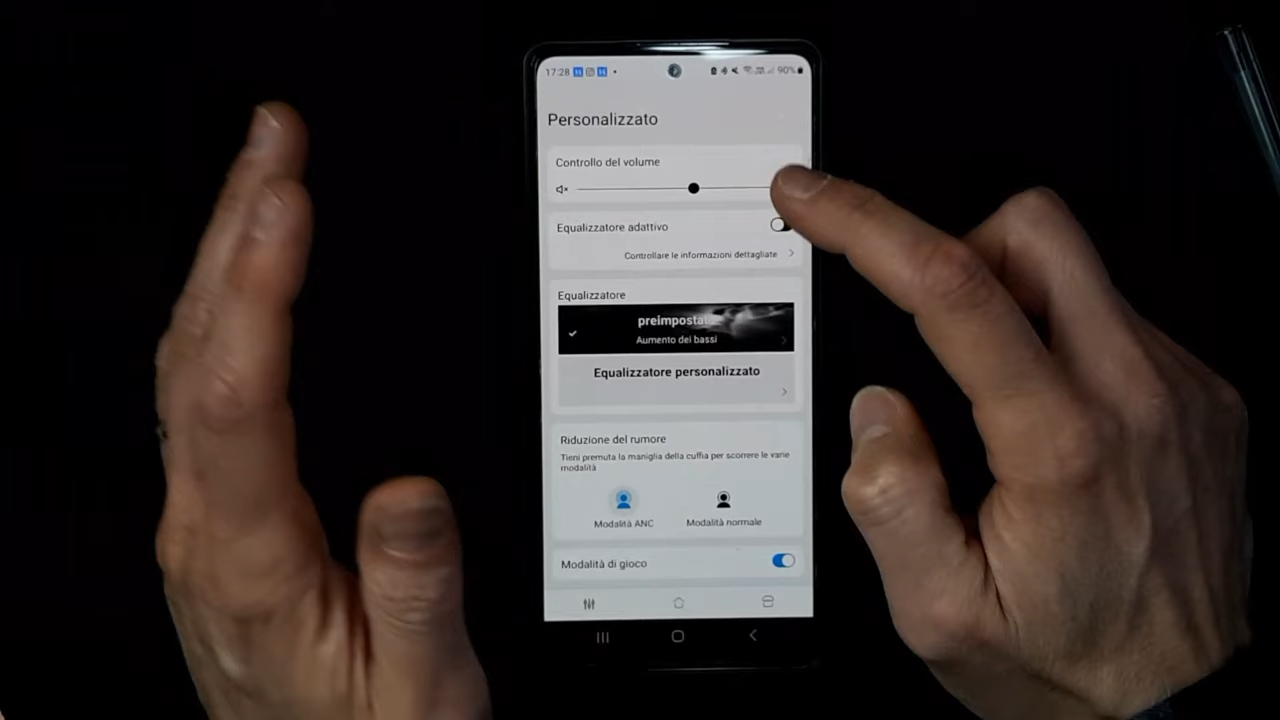 17:28
90%
Personalizzato
Controllo del volume
Equalizzatore adattivo
Controllare le informazioni dettagliate
Equalizzatore
preimposta
Aumento dei bassi
Equalizzatore personalizzato
Riduzione del rumore
Tieni premuta la maniglia della cuffia per scorrere le varie
modalità
Modalità ANC
Modalità normale
Modalità di gioco